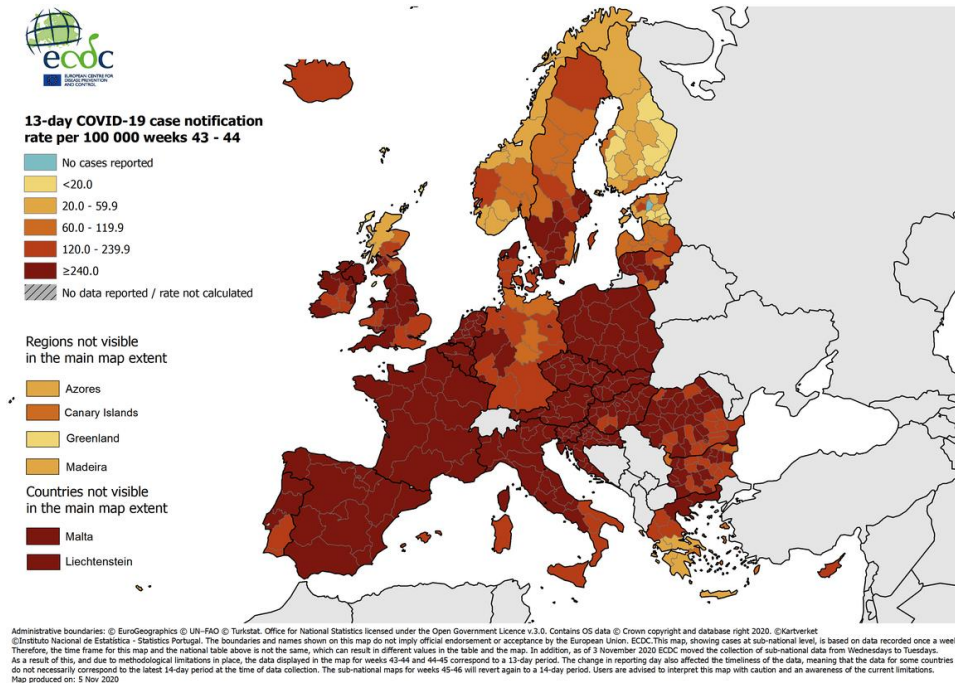 ecdc
EUROPEAN CENTRE FOR
DISEASE PREVENTION
AND CONTROL
13-day COVID-19 case notification
rate per 100 000 weeks 43 - 44
No cases reported
<20.0
20.0 - 59.9
60.0 - 119.9
120.0 - 239.9
≥240.0
No data reported / rate not calculated
Regions not visible
in the main map extent
Azores
Canary Islands
Greenland
Madeira
Countries not visible
in the main map extent
Malta
Liechtenstein
Administrative boundaries: © EuroGeographics © UN-FAO © Turkstat. Office for National Statistics licensed under the Open Government Licence v.3.0. Contains OS data © Crown copyright and database right 2020. ©Kartverket
©Instituto Nacional de Estatística - Statistics Portugal. The boundaries and names shown on this map do not imply official endorsement or acceptance by the European Union. ECDC.This map, showing cases at sub-national level, is based on data recorded once a wee
Therefore, the time frame for this map and the national table above is not the same, which can result in different values in the table and the map. In addition, as of 3 November 2020 ECDC moved the collection of sub-national data from Wednesdays to Tuesdays.
As a result of this, and due to methodological limitations in place, the data displayed in the map for weeks 43-44 and 44-45 correspond to a 13-day period. The change in reporting day also affected the timeliness of the data, meaning that the data for some countries
do not necessarily correspond to the latest 14-day period at the time of data collection. The sub-national maps for weeks 45-46 will revert again to a 14-day period. Users are advised to interpret this map with caution and an awareness of the current limitations.
Map produced on: 5 Nov 2020